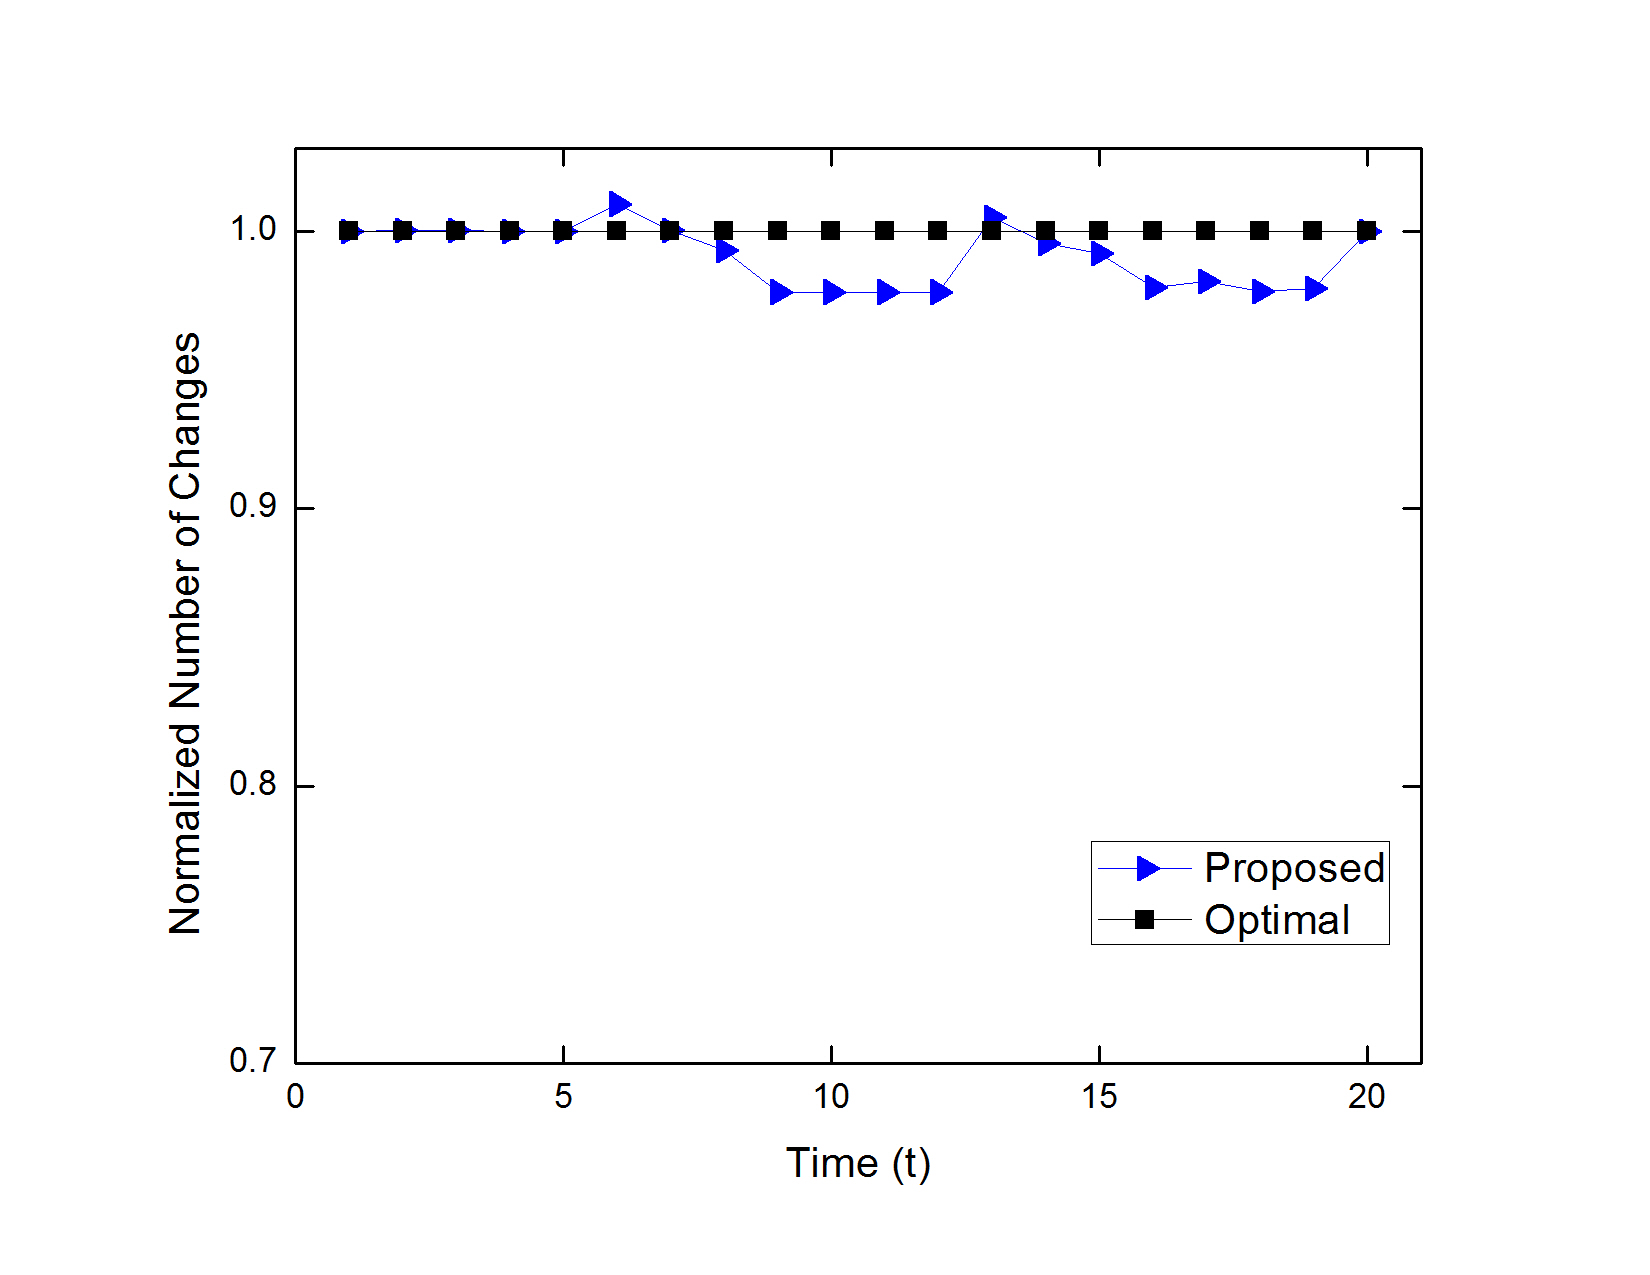 Normalized Number of Changes
1.0
0.9
0.8
0.7
0 5 10 15 20
Time (t)
Proposed
Optimal